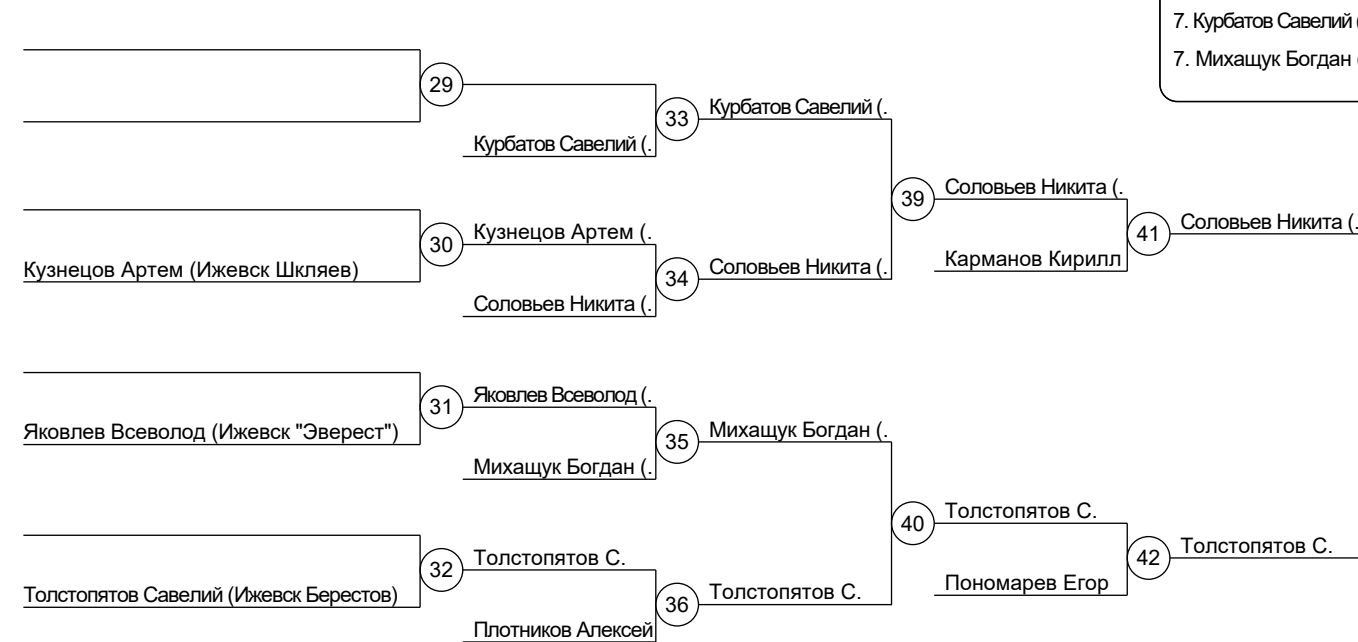 7. Курбатов Савелий (
7. Михащук Богдан (
29
33
Курбатов Савелий (.
Курбатов Савелий (.
39
Соловьев Никита (.
30
Кузнецов Артем (.
41
Соловьев Никита (.
Кузнецов Артем (Ижевск Шкляев)
34
Соловьев Никита (.
Карманов Кирилл
Соловьев Никита (.
31
Яковлев Всеволод (.
Яковлев Всеволод (Ижевск "Эверест")
35
Михащук Богдан (.
Михащук Богдан (.
40
Толстопятов С.
32
Толстопятов С.
42
Толстопятов С.
Толстопятов Савелий (Ижевск Берестов)
36
Толстопятов С.
Пономарев Егор
Плотников Алексей